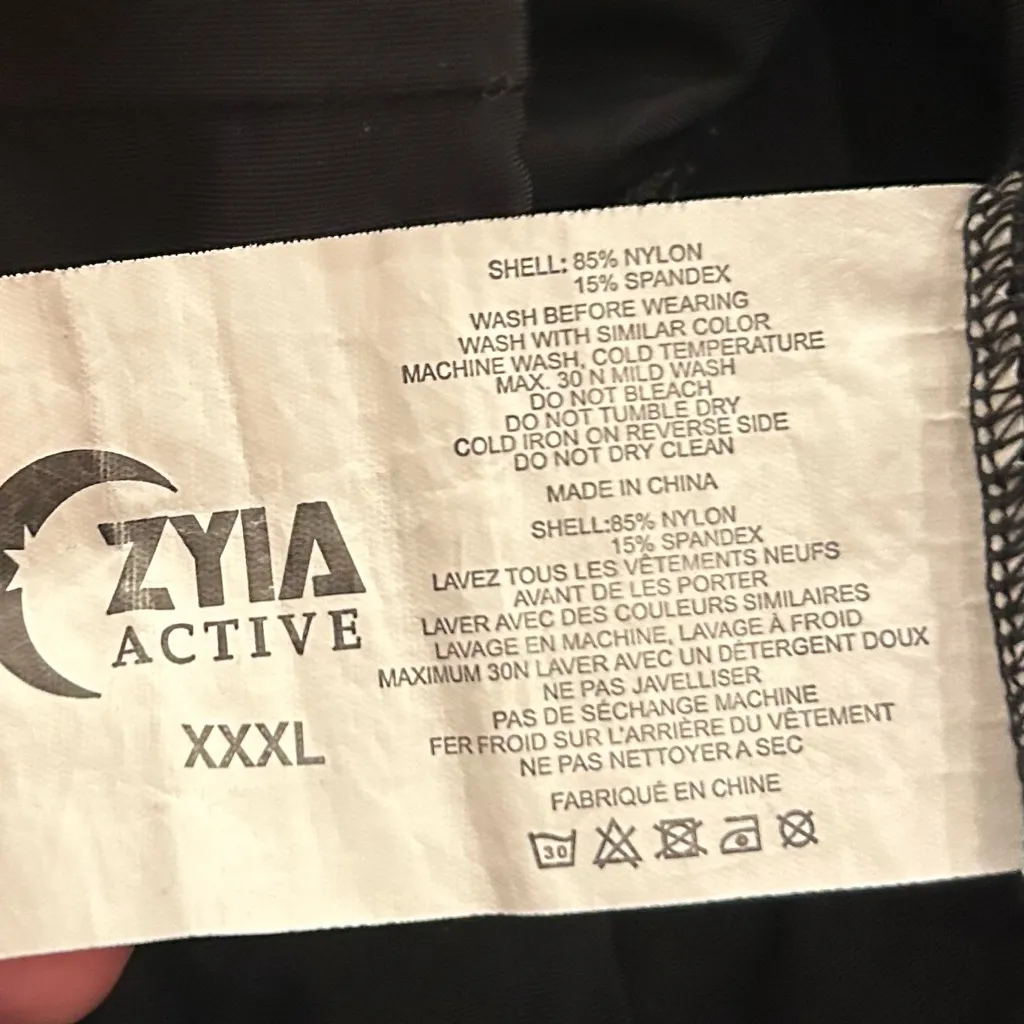 ZYIA
ACTIVE
XXXL
SHELL: 85% NYLON
15% SPANDEX
WASH BEFORE WEARING
WASH WITH SIMILAR COLOR
MACHINE WASH, COLD TEMPERATURE
MAX. 30 N MILD WASH
DO NOT BLEACH
DO NOT TUMBLE DRY
COLD IRON ON REVERSE SIDE
DO NOT DRY CLEAN
MADE IN CHINA
SHELL:85% NYLON
15% SPANDEX
LAVEZ TOUS LES VÊTEMENTS NEUFS
AVANT DE LES PORTER
LAVER AVEC DES COULEURS SIMILAIRES
LAVAGE EN MACHINE, LAVAGE À FROID
MAXIMUM 30N LAVER AVEC UN DÉTERGENT DOUX
NE PAS JAVELLISER
PAS DE SÉCHANGE MACHINE
FER FROID SUR L'ARRIÈRE DU VÊTEMENT
NE PAS NETTOYER A SEC
FABRIQUÉ EN CHINE
30